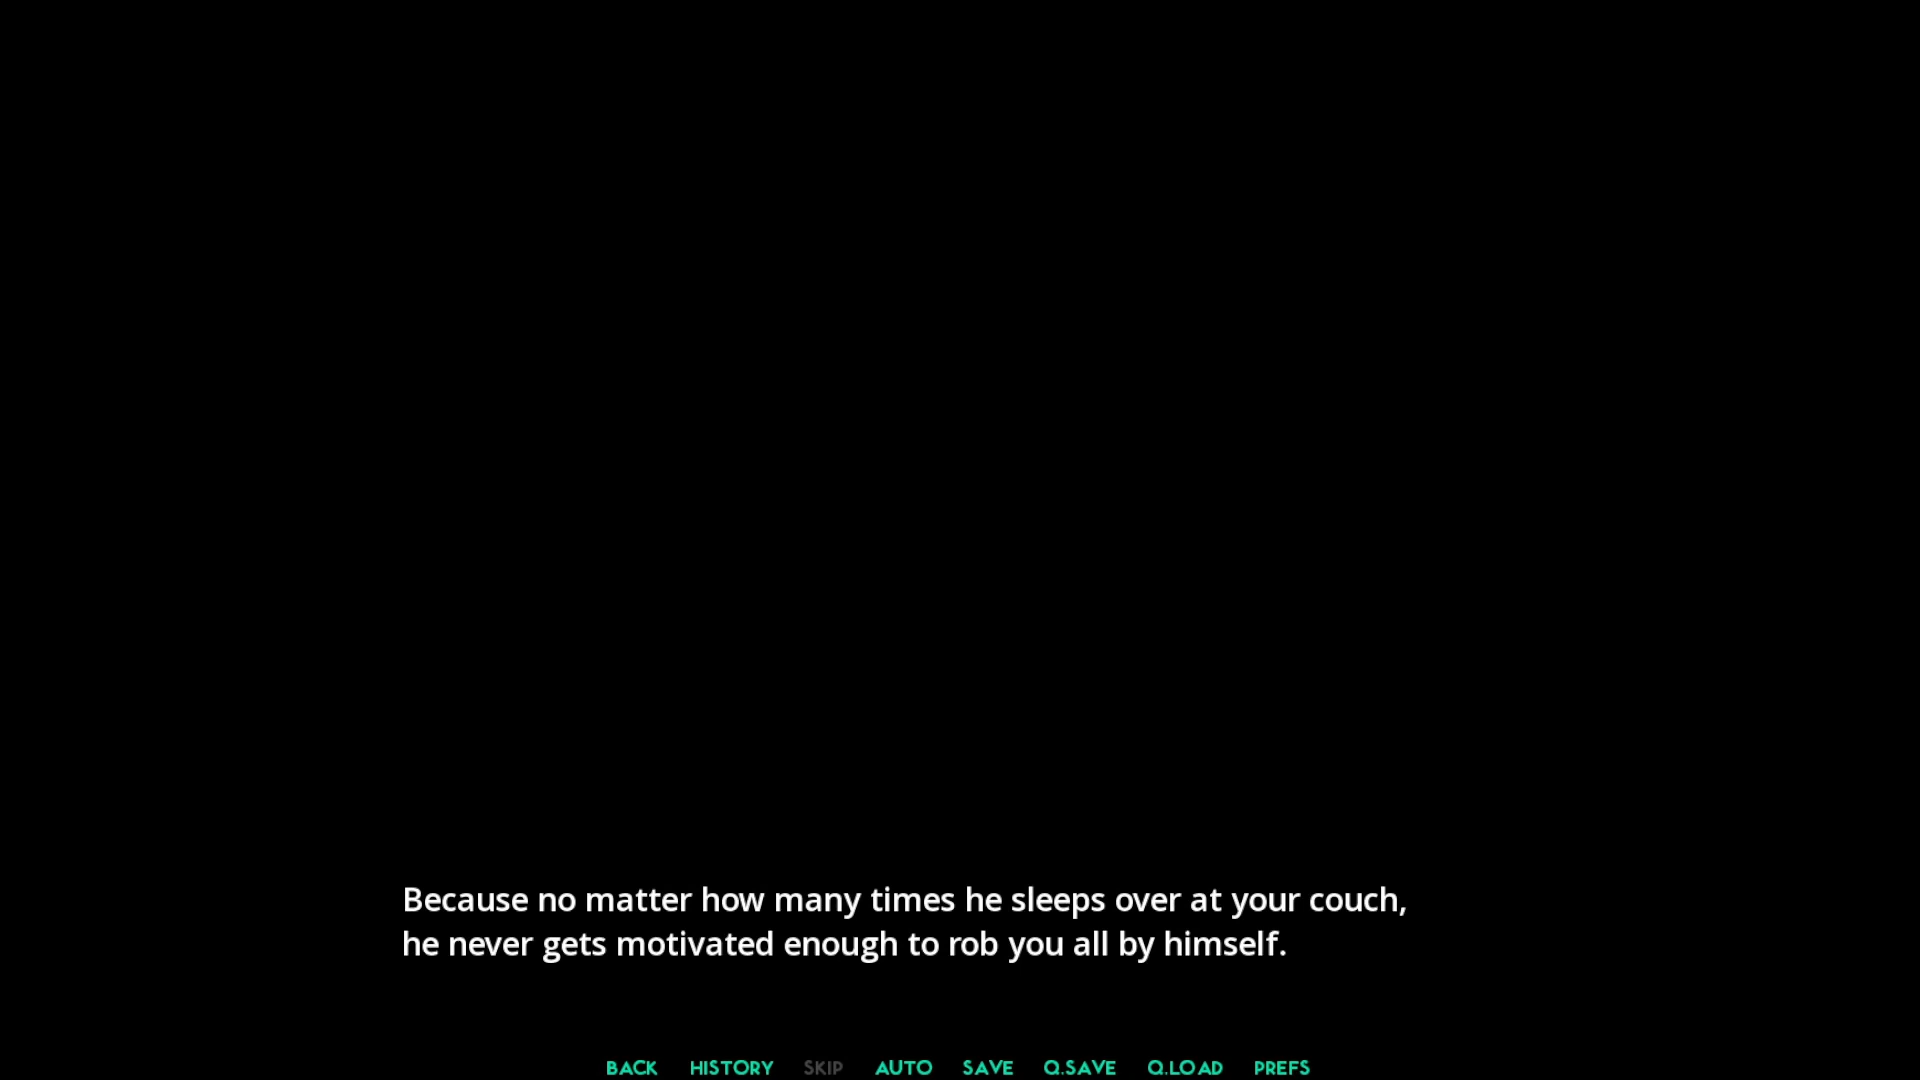 Because no matter how many times he sleeps over at your couch,
he never gets motivated enough to rob you all by himself.
BACK HISTORY SKIP AUTO SAVE Q.SAVE Q.LOAD PREFS